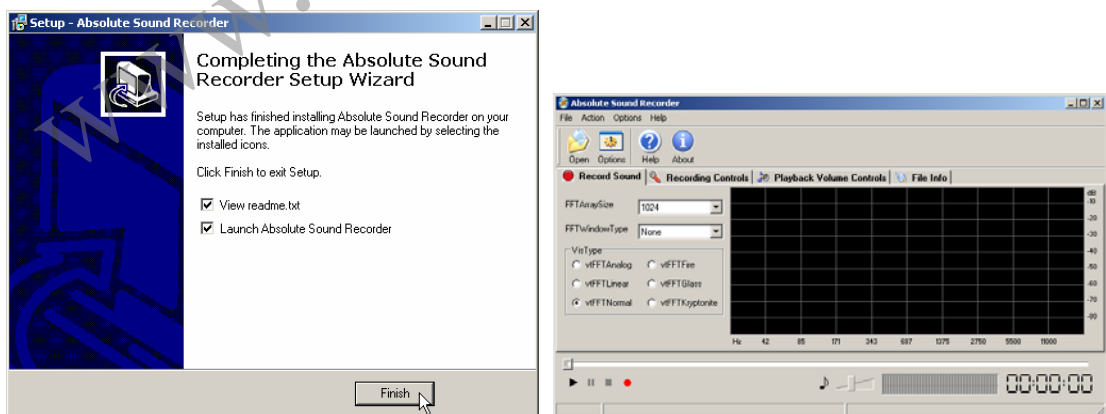 Setup - Absolute Sound Recorder
Completing the Absolute Sound
Recorder Setup Wizard
Setup has finished installing Absolute Sound Recorder on your
computer. The application may be launched by selecting the
installed icons.
Click Finish to exit Setup.
View readme.txt
Launch Absolute Sound Recorder
Finish
www.
Absolute Sound Recorder
File Action Options Help
Open Options Help About
Record Sound Recording Controls Playback Volume Controls File Info
FFTArraySize 1024
FFTWindowType None
VisType
vtFFTAnalog vtFFTFire
vtFFTLinear vtFFTGlass
vtFFTNormal vtFFTKryptonite
dB
-10
-20
-30
-40
-50
-60
-70
-80
Hz 42 85 171 343 687 1375 2750 5500 11000
00:00:00